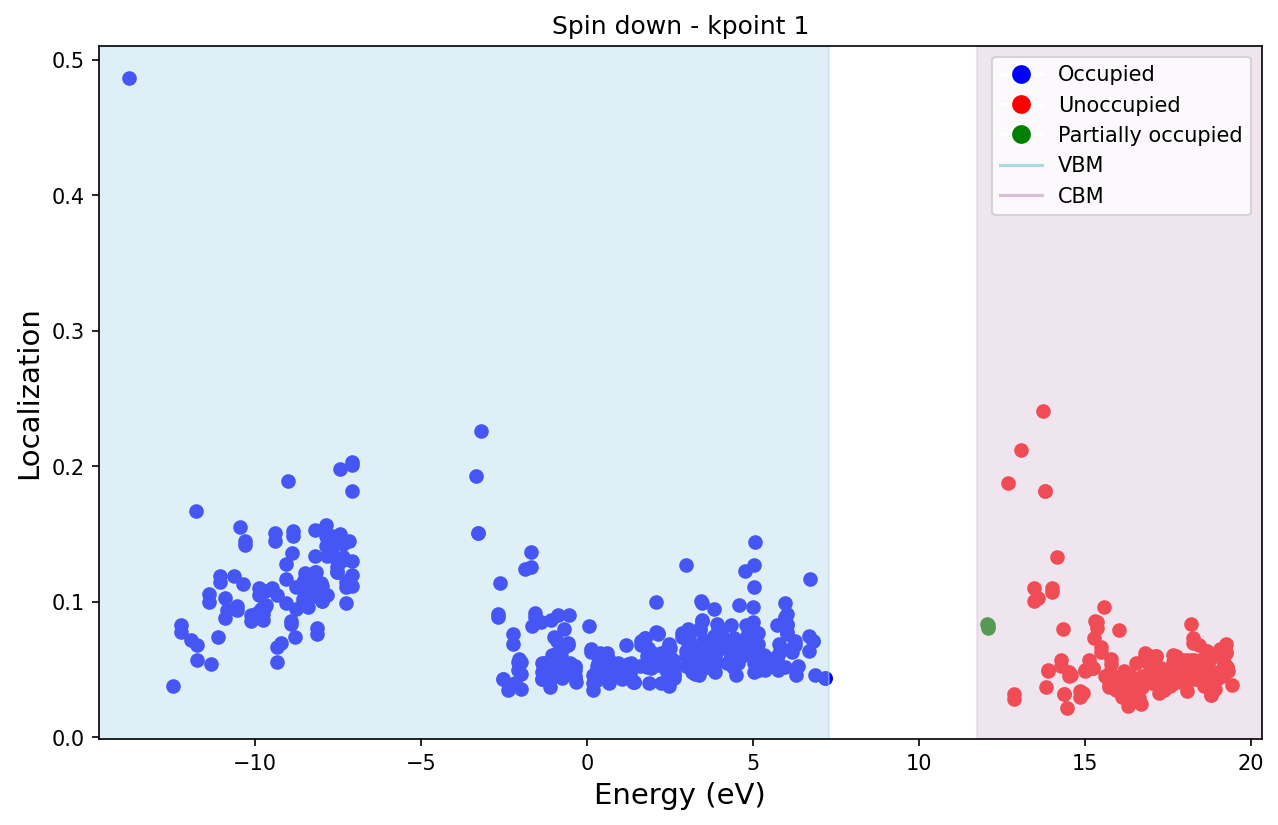 Spin down - kpoint 1
Localization
0.5
0.4
0.3
0.2
0.1
0.0
Occupied
Unoccupied
Partially occupied
VBM
CBM
−10
−5
0
5
10
15
20
Energy (eV)